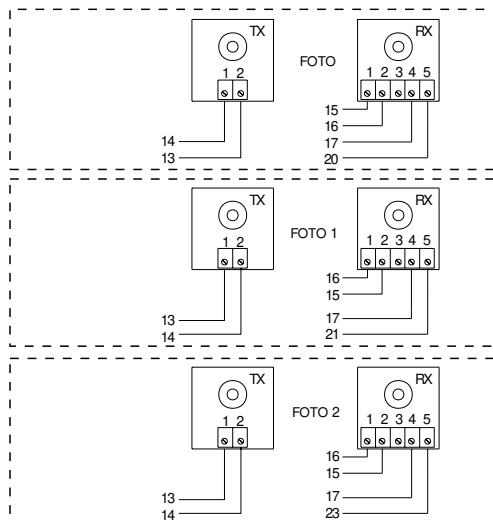 TX FOTO RX
1 2 1 2 3 4 5
15
16
14 17
13 20
TX RX
FOTO 1
1 2 1 2 3 4 5
16
15
13 17
14 21
TX RX
FOTO 2
1 2 1 2 3 4 5
16
15
13 17
14 23